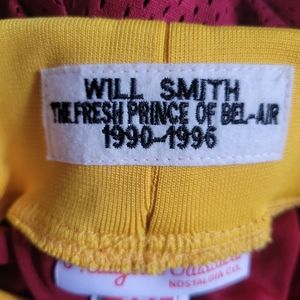 WILL SMITH
THE FRESH PRINCE OF BEL-AIR
1990-1996
NOSTALGIA CO.